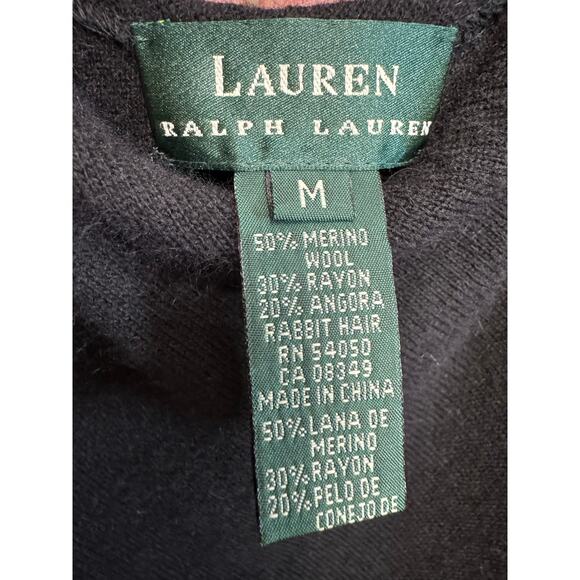 LAUREN
RALPH LAUREN
M
50% MERINO
WOOL
30% RAYON
20% ANGORA
RABBIT HAIR
RN 54050
CA 08349
MADE IN CHINA
50% LANA DE
MERINO
30% RAYON
20% PELO DE
CONEJO DE